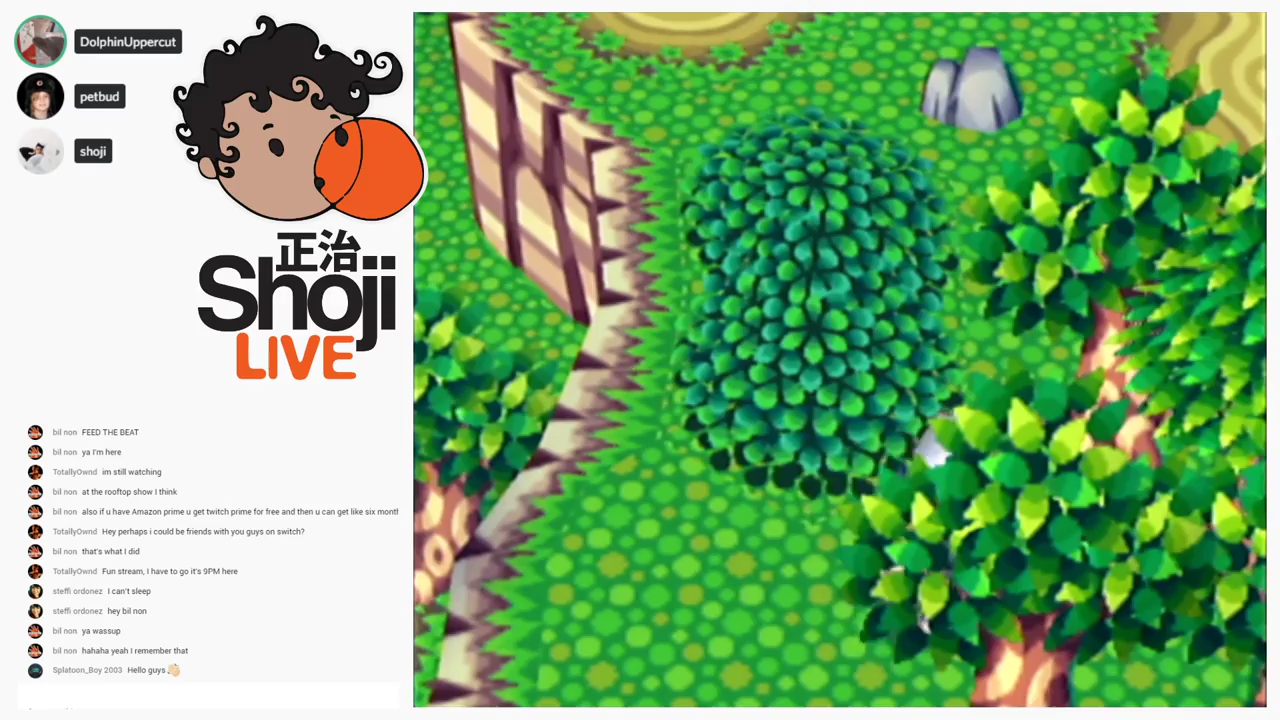 DolphinUppercut
petbud
shoji
正治
Shoji
LIVE
bil non FEED THE BEAT
bil non ya I'm here
TotallyOwnd im still watching
bil non at the rooftop show I think
bil non also if u have Amazon prime u get twitch prime for free and then u can get like six mont
TotallyOwnd Hey perhaps i could be friends with you guys on switch?
bil non that's what I did
TotallyOwnd Fun stream, I have to go it's 9PM here
steffi ordonez I can't sleep
steffi ordonez hey bil non
bil non ya wassup
bil non hahaha yeah I remember that
Splatoon_Boy 2003 Hello guys 👋🏻